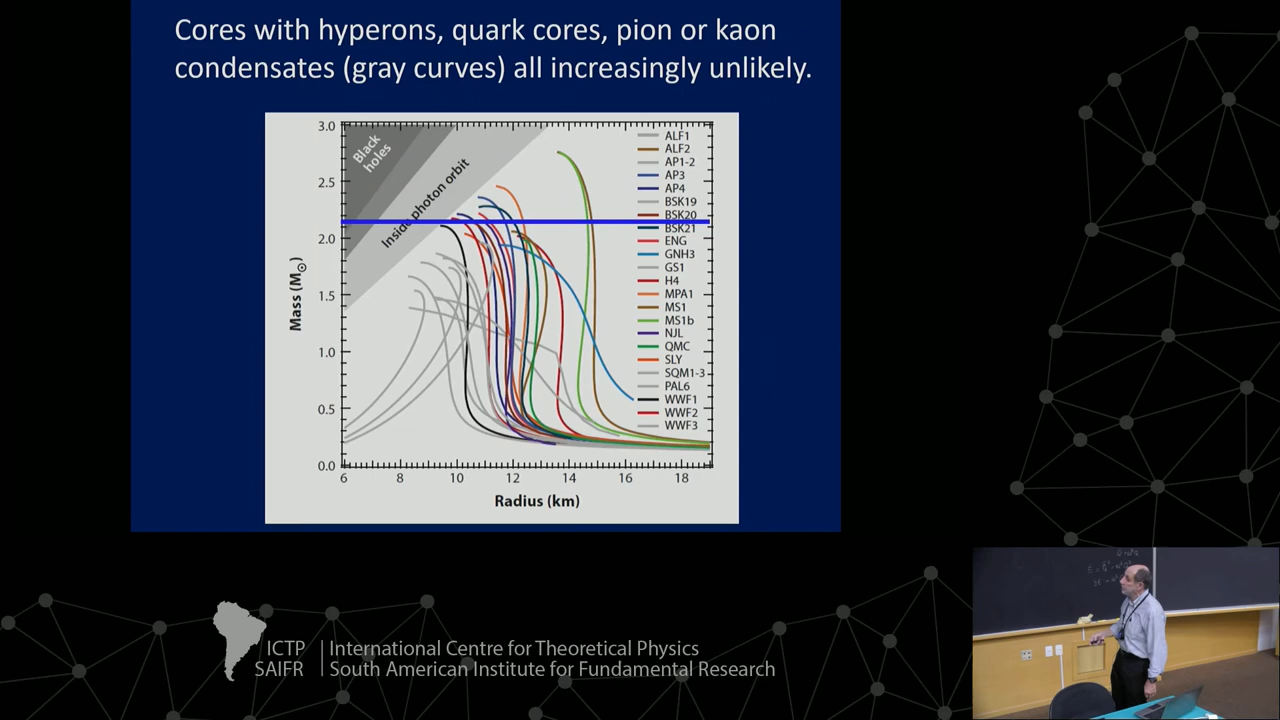 Cores with hyperons, quark cores, pion or kaon
condensates (gray curves) all increasingly unlikely.
3.0
2.5
2.0
1.5
1.0
0.5
0.0
Mass (M☉)
Black
holes
Inside photon orbit
ALF1
ALF2
AP1-2
AP3
AP4
BSK19
BSK20
BSK21
ENG
GNH3
GS1
H4
MPA1
MS1
MS1b
NJL
QMC
SLY
SQM1-3
PAL6
WWF1
WWF2
WWF3
6 8 10 12 14 16 18
Radius (km)
ICTP
SAIFR
International Centre for Theoretical Physics
South American Institute for Fundamental Research